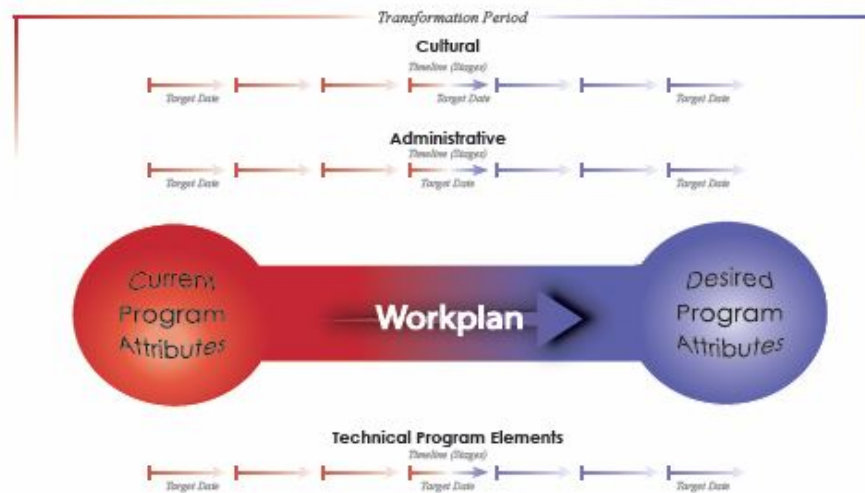 Transformation Period
Cultural
Timeline (Stages)
Target Date Target Date Target Date
Administrative
Timeline (Stages)
Target Date Target Date Target Date
Current
Program
Attributes
Workplan
Desired
Program
Attributes
Technical Program Elements
Timeline (Stages)
Target Date Target Date Target Date